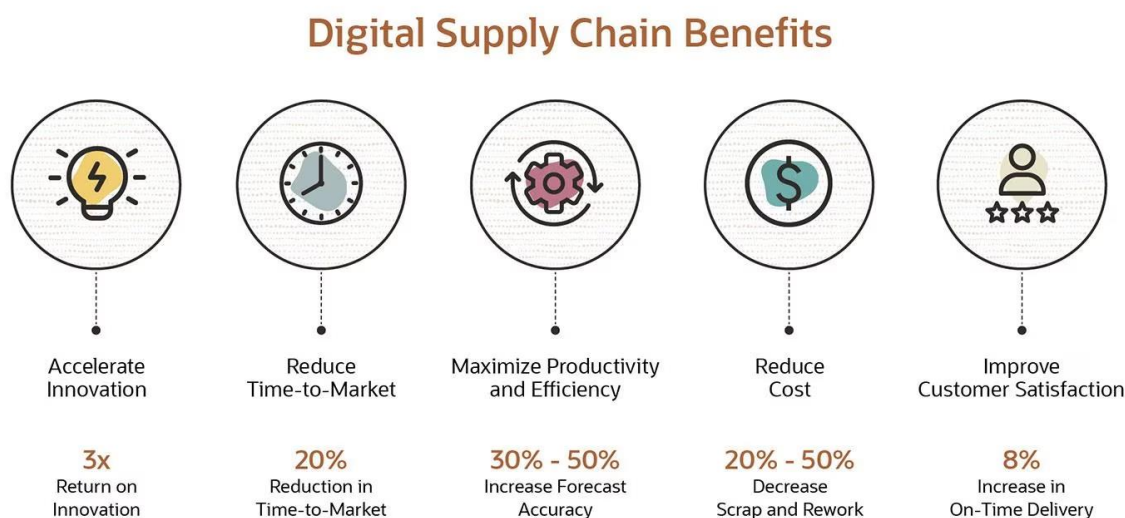 Digital Supply Chain Benefits
Accelerate
Innovation
Reduce
Time-to-Market
Maximize Productivity
and Efficiency
Reduce
Cost
Improve
Customer Satisfaction
3x
Return on
Innovation
20%
Reduction in
Time-to-Market
30% - 50%
Increase Forecast
Accuracy
20% - 50%
Decrease
Scrap and Rework
8%
Increase in
On-Time Delivery